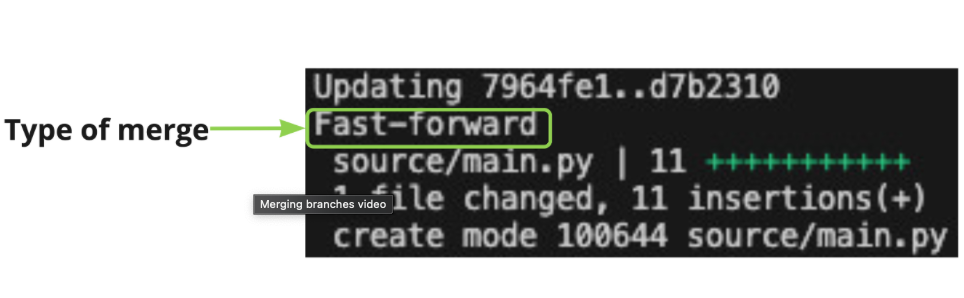 Updating 7964fe1..d7b2310
Type of merge
Fast-forward
source/main.py | 11 +++++++++++
Merging branches video
1 file changed, 11 insertions(+)
create mode 100644 source/main.py